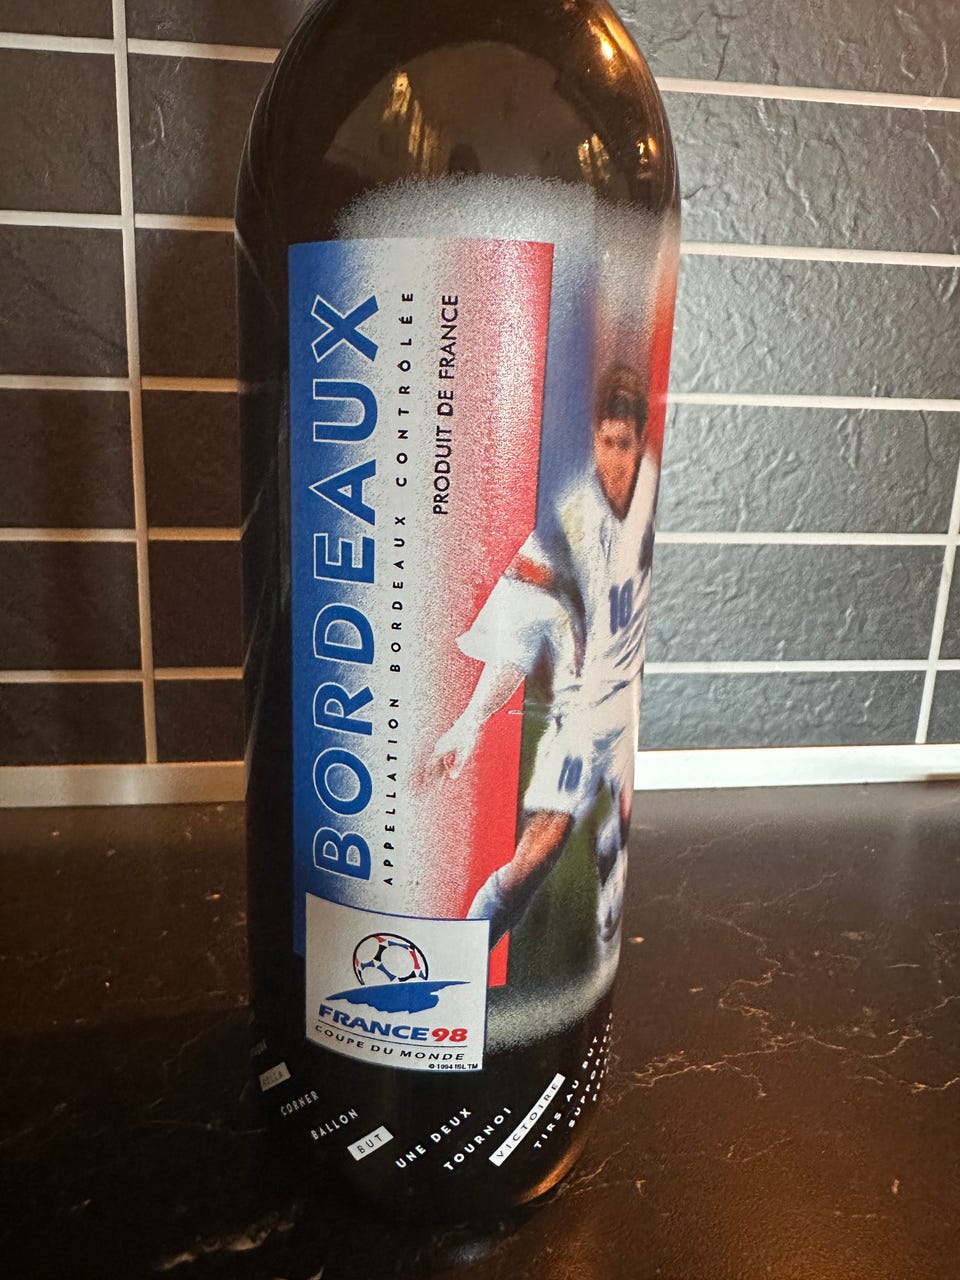 BORDEAUX
APPELLATION BORDEAUX CONTRÔLÉE
PRODUIT DE FRANCE
10
10
FRANCE 98
COUPE DU MONDE
© 1994 ISL TM
CORNER
BALLON
BUT
UNE DEUX
TOURNOI
VICTOIRE
TIRS AU BUT